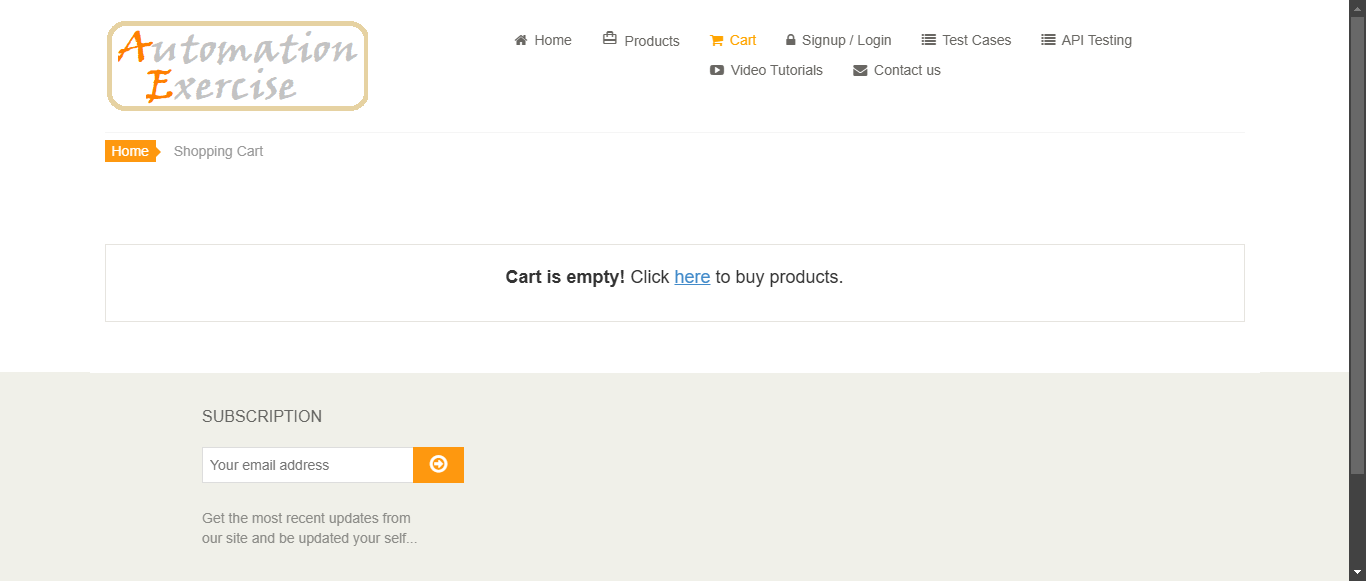 Automation
Exercise
Home Products Cart Signup / Login Test Cases API Testing
Video Tutorials Contact us
Home Shopping Cart
Cart is empty! Click here to buy products.
SUBSCRIPTION
Your email address
Get the most recent updates from
our site and be updated your self...